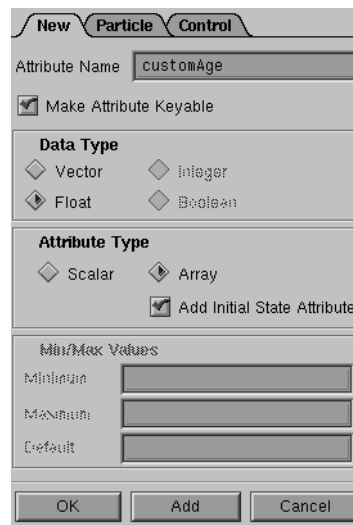 New Particle Control
Attribute Name customAge
Make Attribute Keyable
Data Type
Vector Integer
Float Boolean
Attribute Type
Scalar Array
Add Initial State Attribute
Min/Max Values
Minimum
Maximum
Default
OK Add Cancel